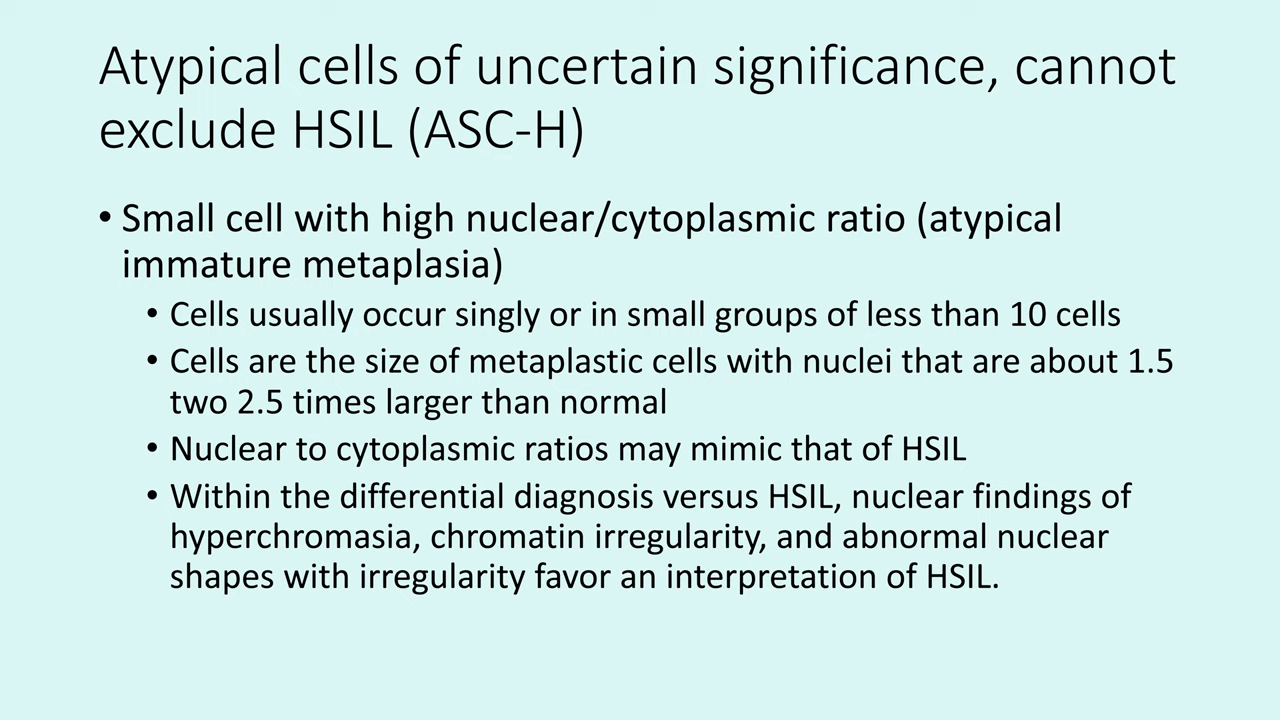 Atypical cells of uncertain significance, cannot
exclude HSIL (ASC-H)
• Small cell with high nuclear/cytoplasmic ratio (atypical
immature metaplasia)
• Cells usually occur singly or in small groups of less than 10 cells
• Cells are the size of metaplastic cells with nuclei that are about 1.5
two 2.5 times larger than normal
• Nuclear to cytoplasmic ratios may mimic that of HSIL
• Within the differential diagnosis versus HSIL, nuclear findings of
hyperchromasia, chromatin irregularity, and abnormal nuclear
shapes with irregularity favor an interpretation of HSIL.